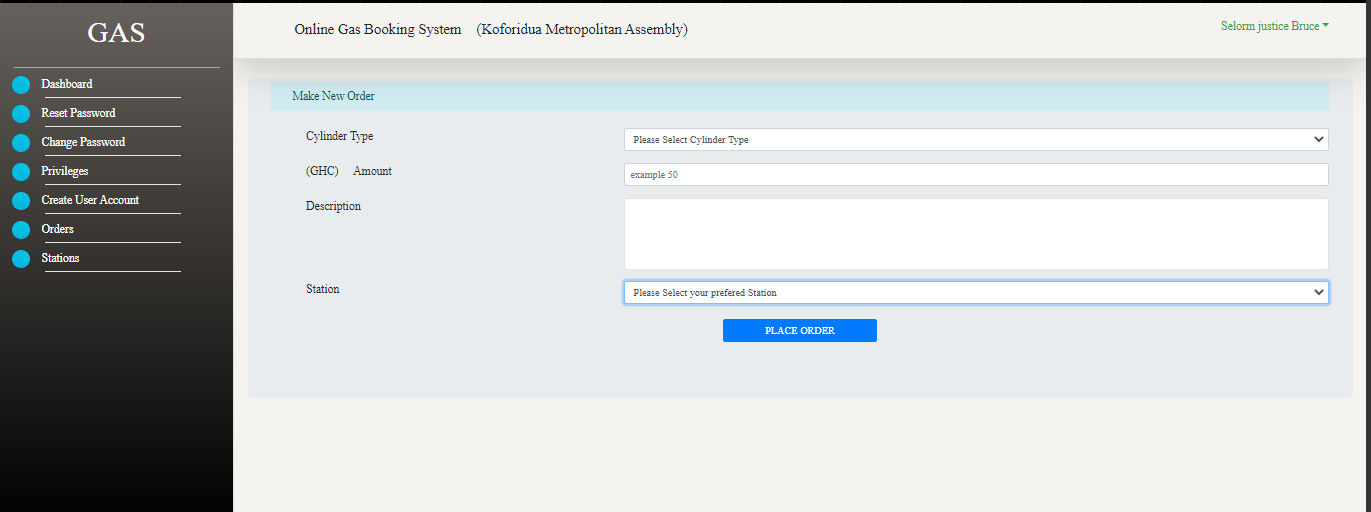 GAS
Online Gas Booking System (Koforidua Metropolitan Assembly)
Selorm justice Bruce
Dashboard
Reset Password
Change Password
Privileges
Create User Account
Orders
Stations
Make New Order
Cylinder Type
Please Select Cylinder Type
(GHC) Amount
example 50
Description
Station
Please Select your prefered Station
PLACE ORDER